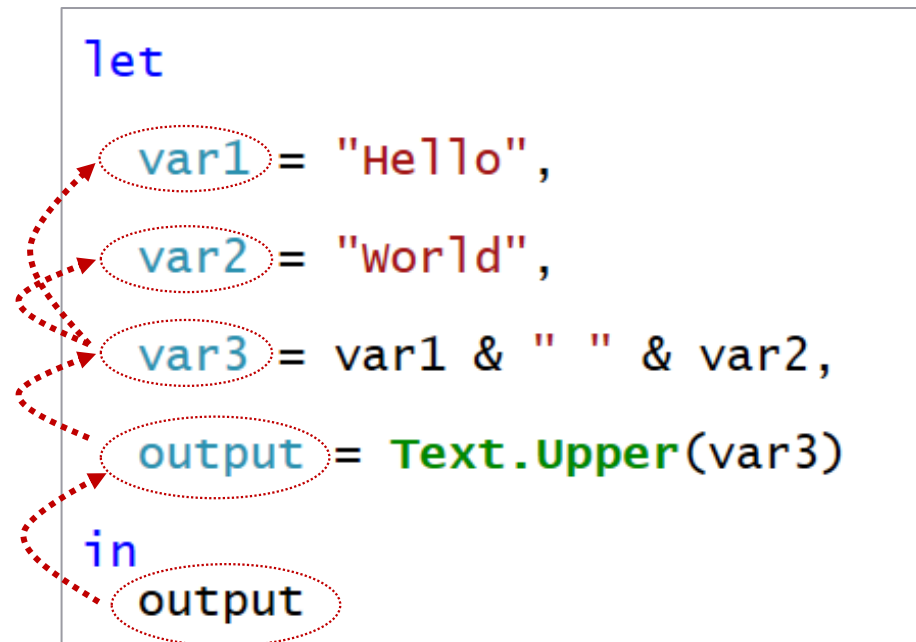 let
var1 = "Hello",
var2 = "World",
var3 = var1 & " " & var2,
output = Text.Upper(var3)
in
output